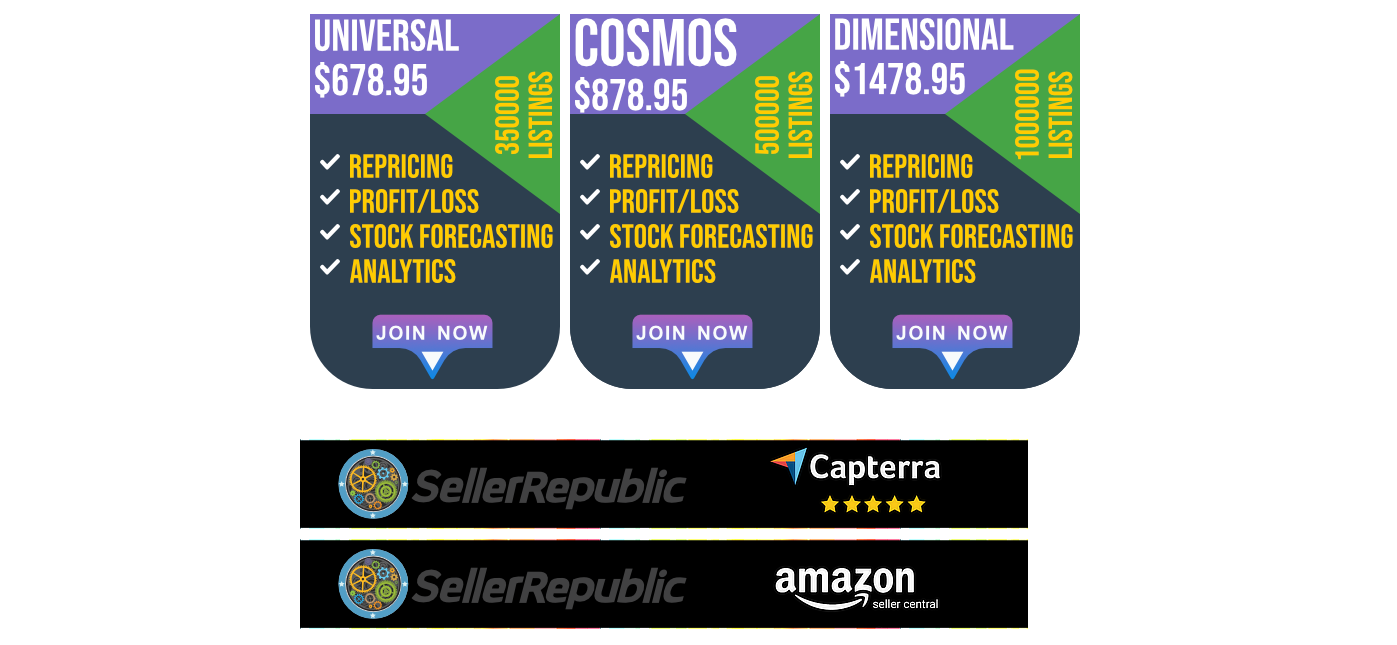 UNIVERSAL
$678.95
350000
LISTINGS
REPRICING
PROFIT/LOSS
STOCK FORECASTING
ANALYTICS
JOIN NOW
COSMOS
$878.95
500000
LISTINGS
REPRICING
PROFIT/LOSS
STOCK FORECASTING
ANALYTICS
JOIN NOW
DIMENSIONAL
$1478.95
1000000
LISTINGS
REPRICING
PROFIT/LOSS
STOCK FORECASTING
ANALYTICS
JOIN NOW
SellerRepublic
Capterra
SellerRepublic
amazon
seller central